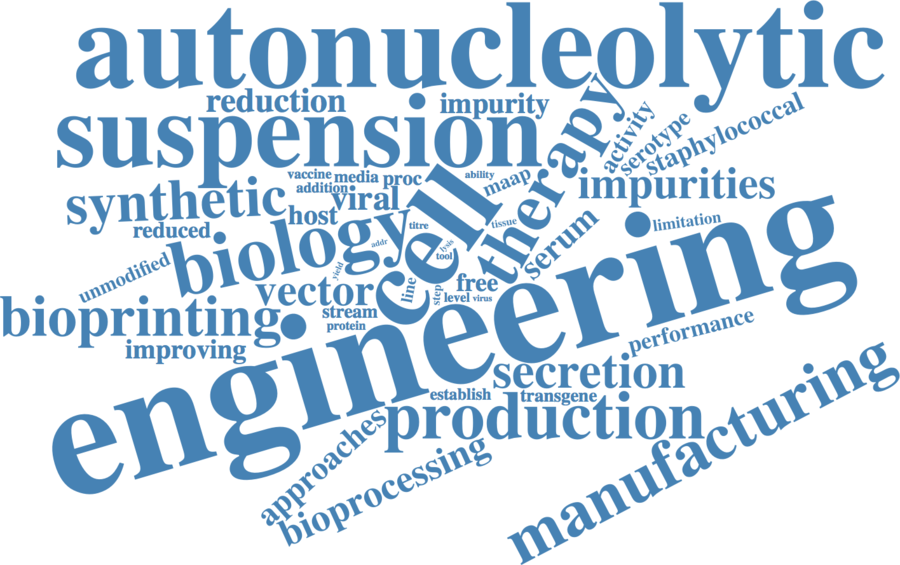 autonucleolytic
reduction
impurity
suspension
therapy
activity
serotype
staphylococcal
vaccine
media
proc
ability
maap
addition
synthetic
viral
cell
impurities
host
reduced
biology
titre
tissue
serum
limitation
addr
lysis
tool
unmodified
yield
vector
line
step
free
level
virus
engineering
bioprinting
stream
protein
improving
performance
secretion
establish
transgene
production
approaches
bioprocessing
manufacturing